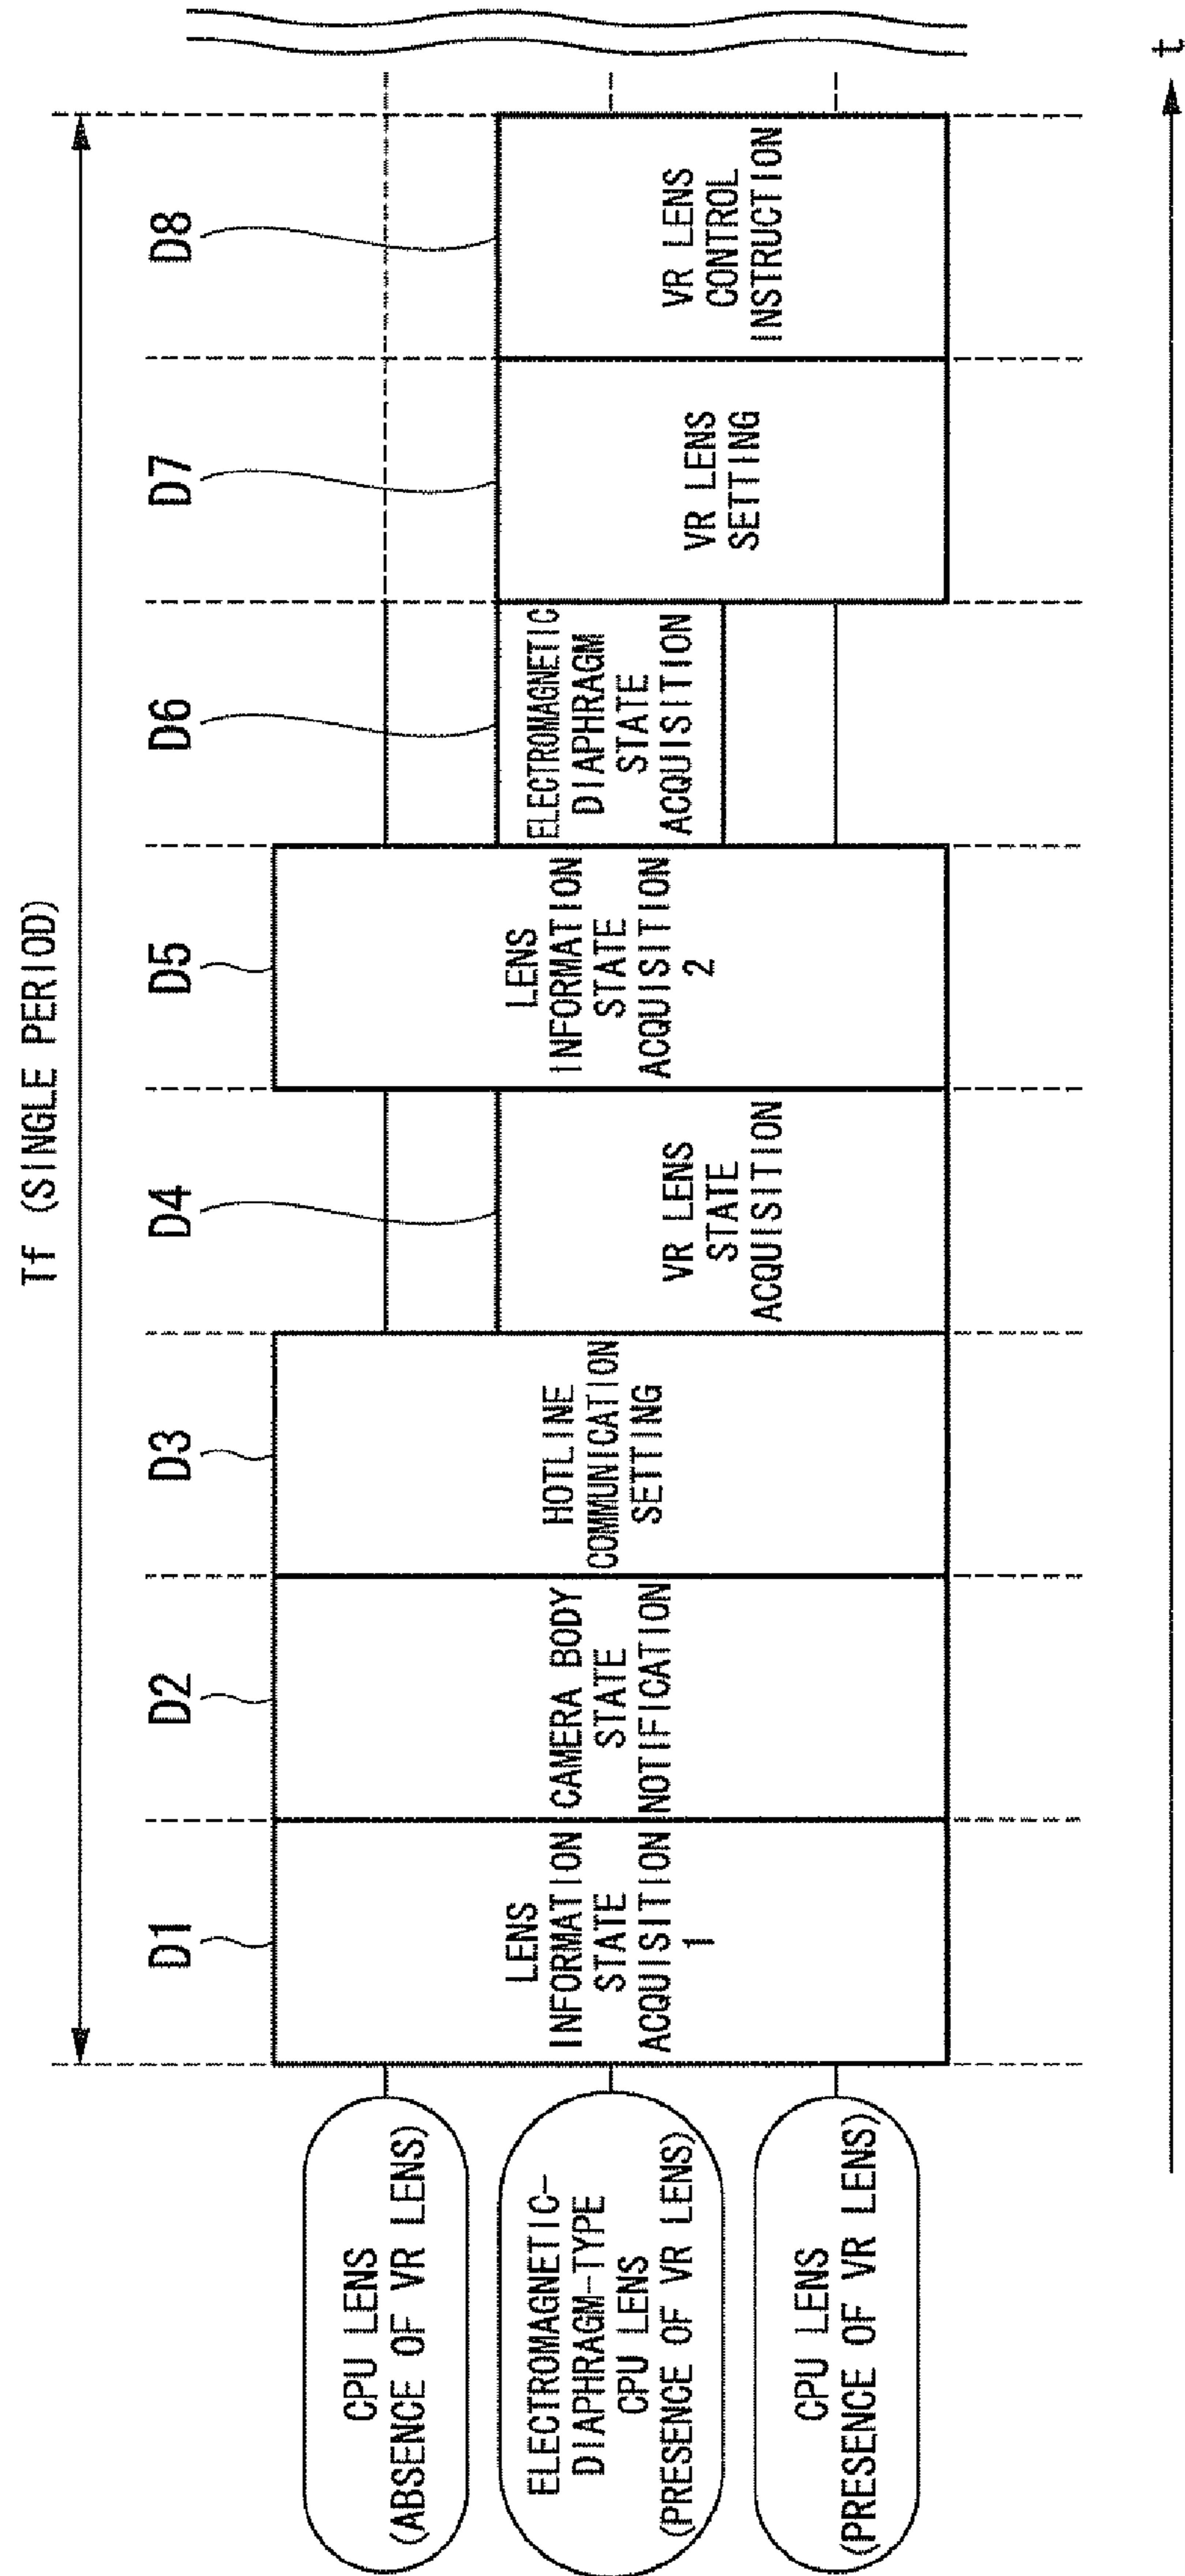 Tf (SINGLE PERIOD)
D1
D2
D3
D4
D5
D6
D7
D8
CPU LENS
(ABSENCE OF VR LENS)
ELECTROMAGNETIC-
DIAPHRAGM-TYPE
CPU LENS
(PRESENCE OF VR LENS)
CPU LENS
(PRESENCE OF VR LENS)
LENS
INFORMATION
STATE
ACQUISITION
1
CAMERA BODY
STATE
NOTIFICATION
HOTLINE
COMMUNICATION
SETTING
VR LENS
STATE
ACQUISITION
LENS
INFORMATION
STATE
ACQUISITION
2
ELECTROMAGNETIC
DIAPHRAGM
STATE
ACQUISITION
VR LENS
SETTING
VR LENS
CONTROL
INSTRUCTION
t